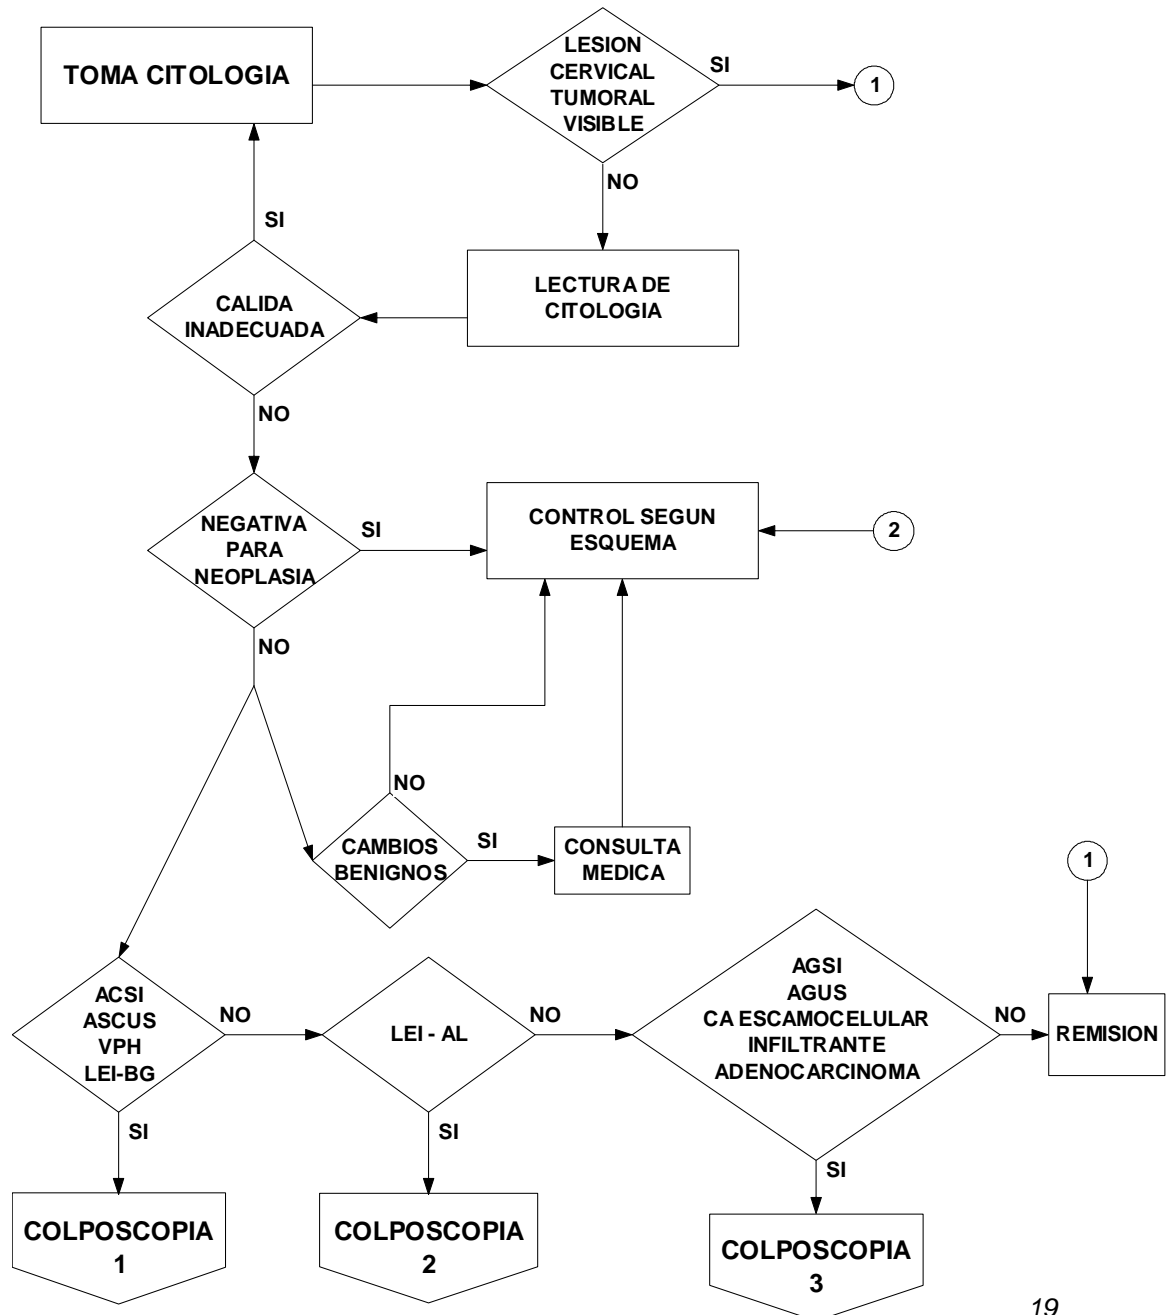 TOMA CITOLOGIA
LESION
CERVICAL
TUMORAL
VISIBLE
SI
1
NO
SI
LECTURA DE
CITOLOGIA
CALIDA
INADECUADA
NO
NEGATIVA
PARA
NEOPLASIA
SI
CONTROL SEGUN
ESQUEMA
2
NO
NO
CAMBIOS
BENIGNOS
SI
CONSULTA
MEDICA
1
ACSI
ASCUS
VPH
LEI-BG
NO
LEI - AL
NO
AGSI
AGUS
CA ESCAMOCELULAR
INFILTRANTE
ADENOCARCINOMA
NO
REMISION
SI
SI
SI
COLPOSCOPIA
1
COLPOSCOPIA
2
COLPOSCOPIA
3
19